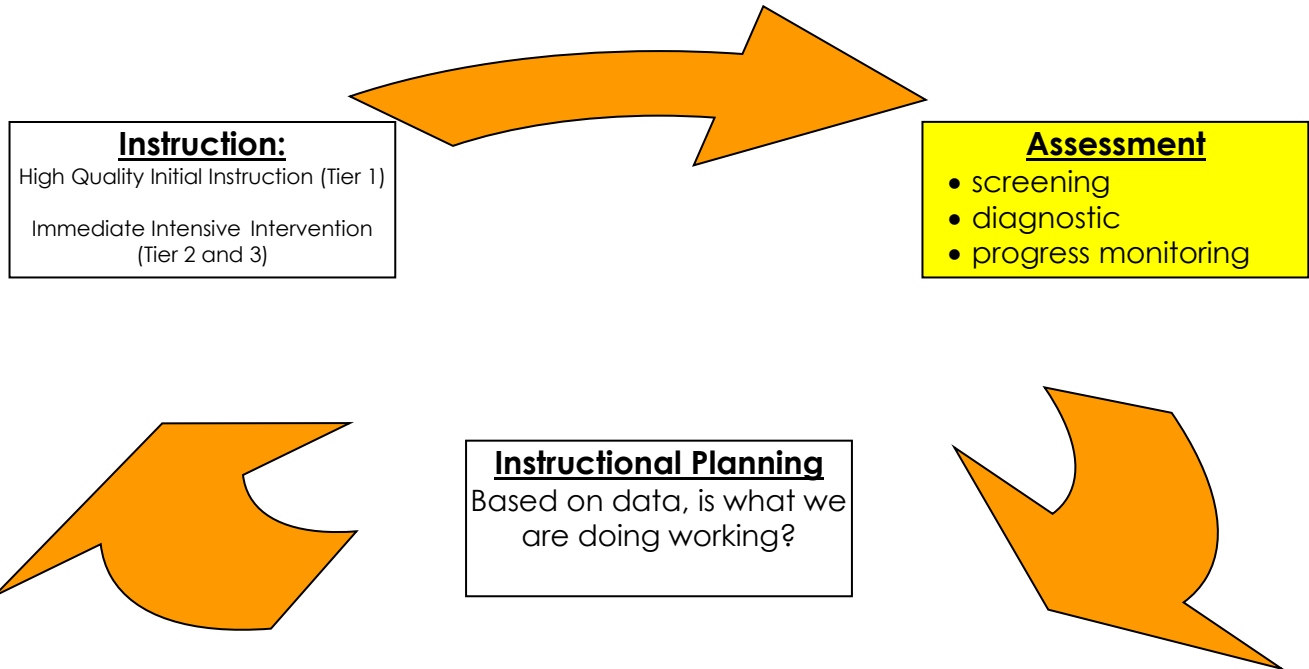 Instruction:
High Quality Initial Instruction (Tier 1)
Immediate Intensive Intervention
(Tier 2 and 3)
Assessment
• screening
• diagnostic
• progress monitoring
Instructional Planning
Based on data, is what we
are doing working?